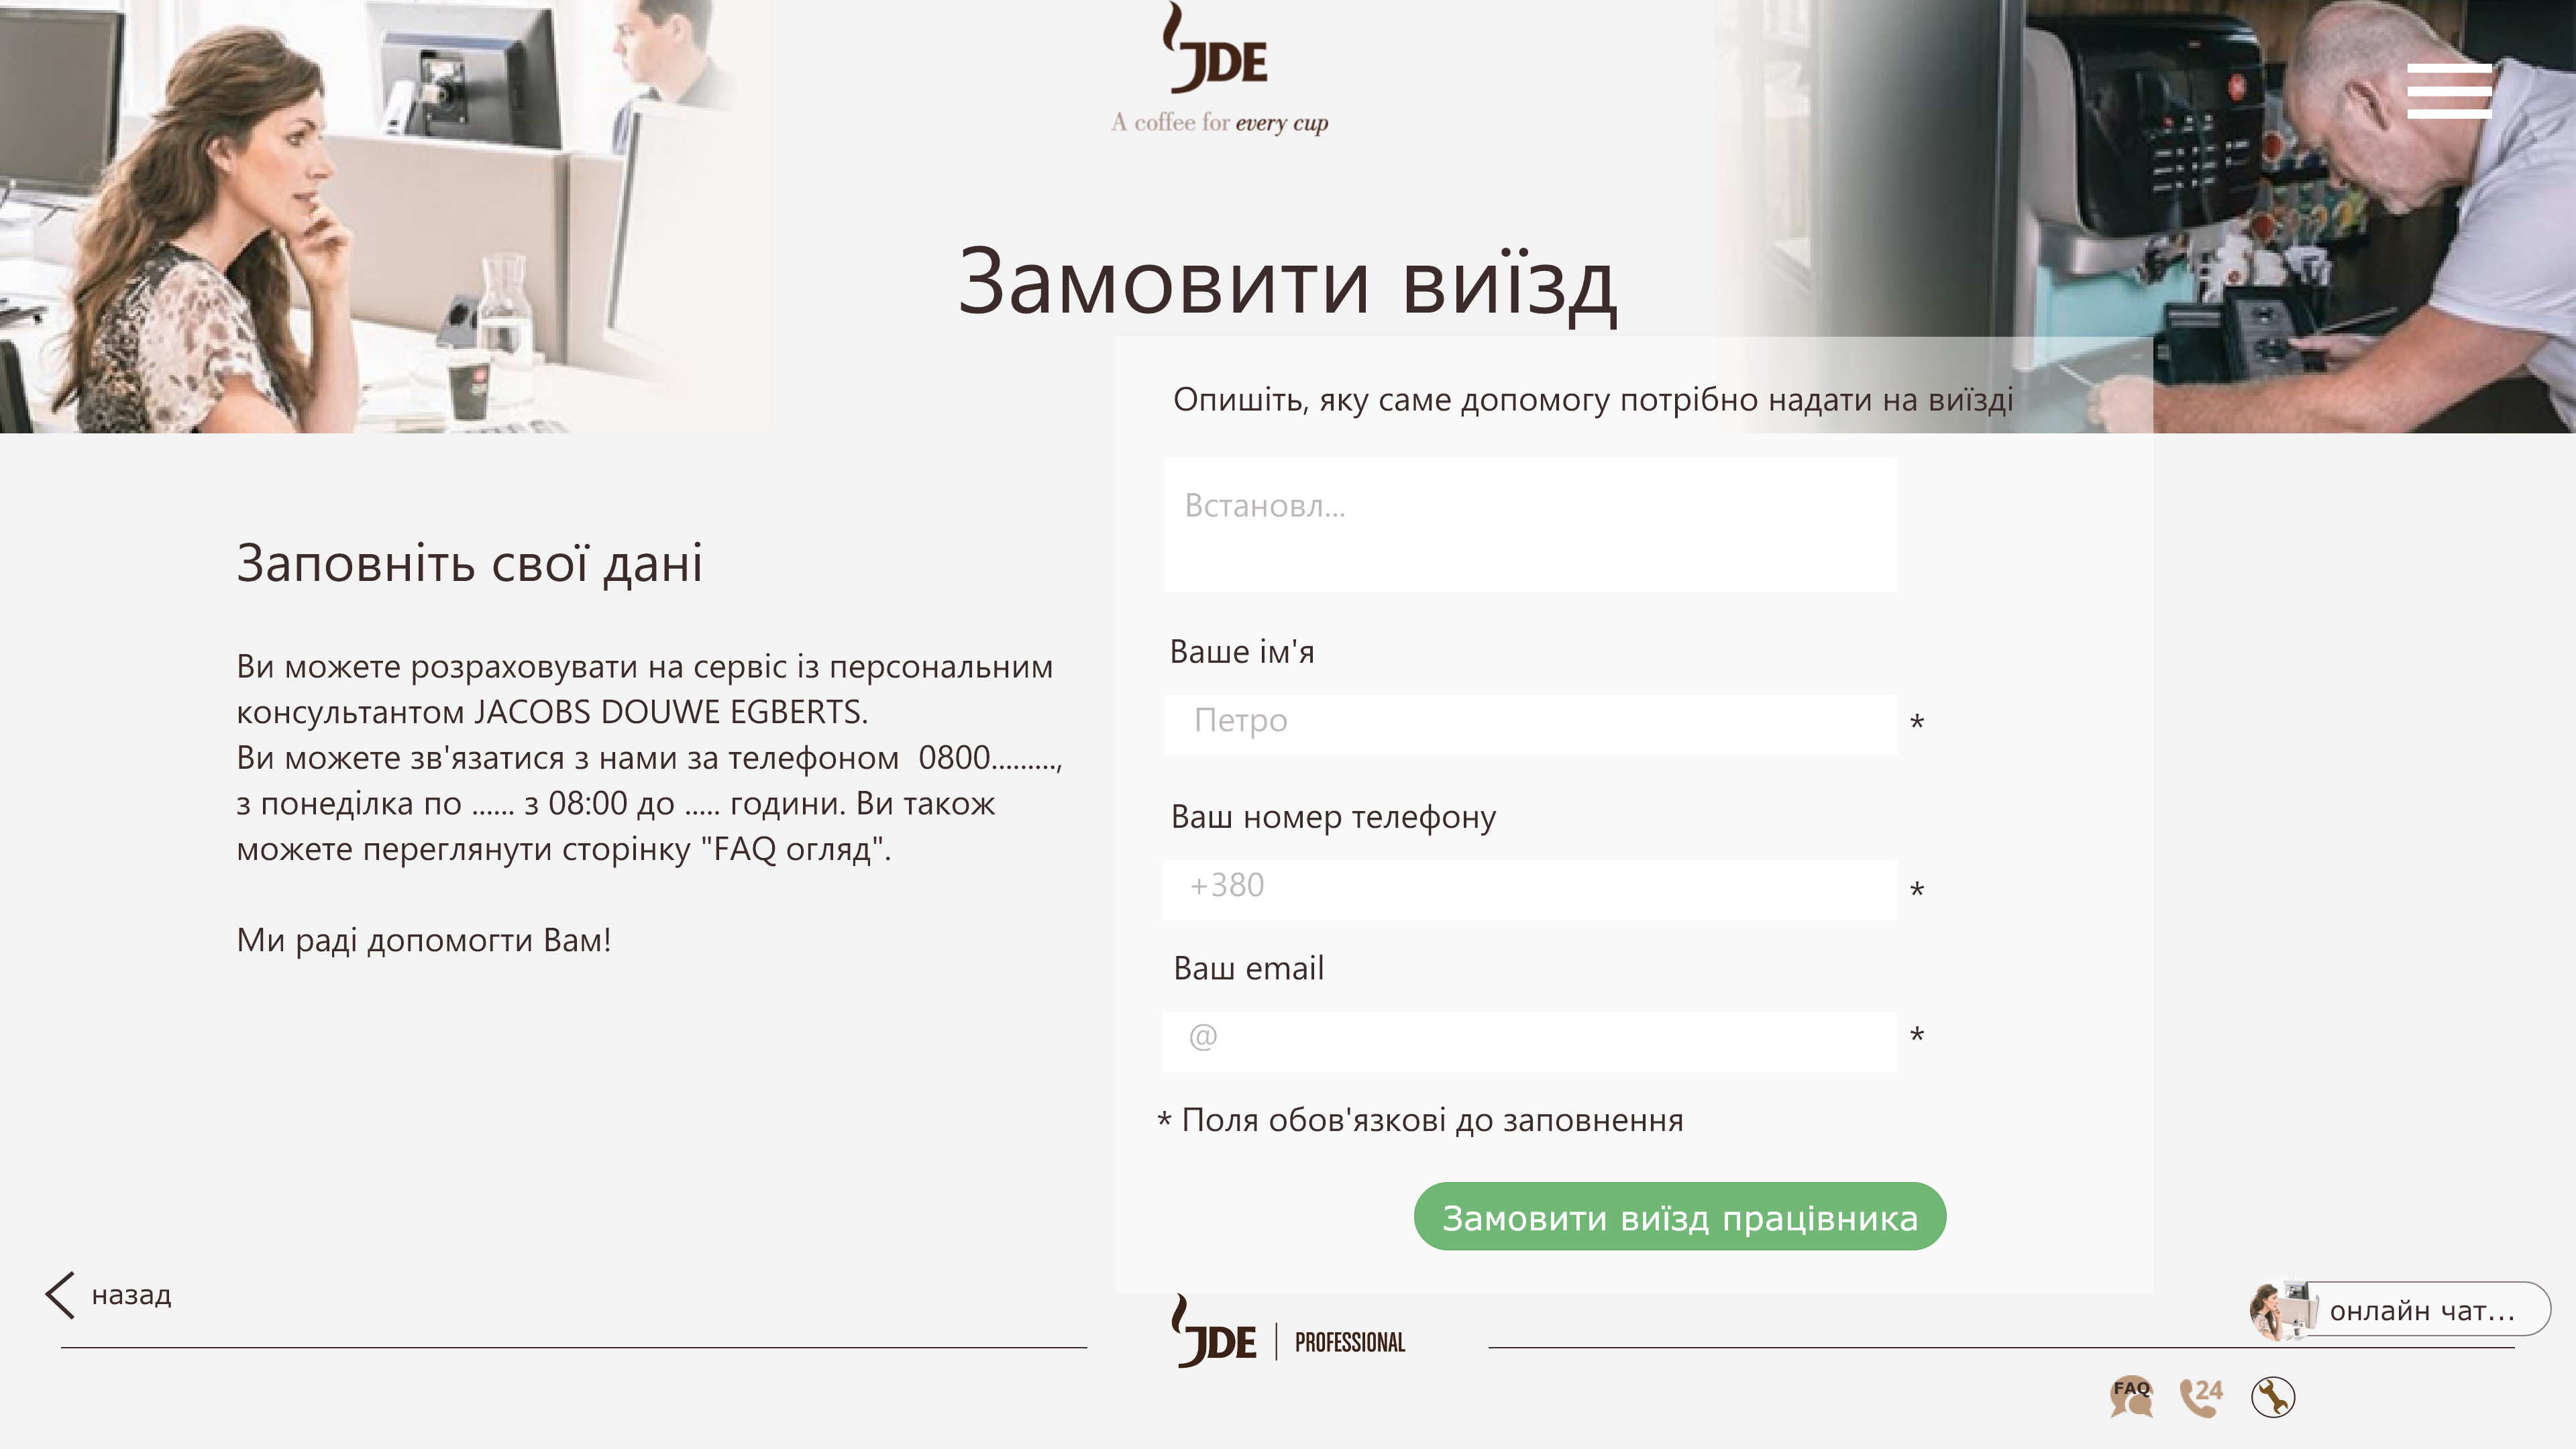 JDE
A coffee for every cup
Замовити виїзд
Опишіть, яку саме допомогу потрібно надати на виїзді
Встановл...
Заповніть свої дані
Ви можете розраховувати на сервіс із персональним
консультантом JACOBS DOUWE EGBERTS.
Ви можете зв'язатися з нами за телефоном  0800.........,
з понеділка по ...... з 08:00 до ..... години. Ви також
можете переглянути сторінку "FAQ огляд".
Ми раді допомогти Вам!
Ваше ім'я
Петро *
Ваш номер телефону
+380 *
Ваш email
@ *
* Поля обов'язкові до заповнення
Замовити виїзд працівника
назад
онлайн чат...
JDE | PROFESSIONAL
FAQ
24